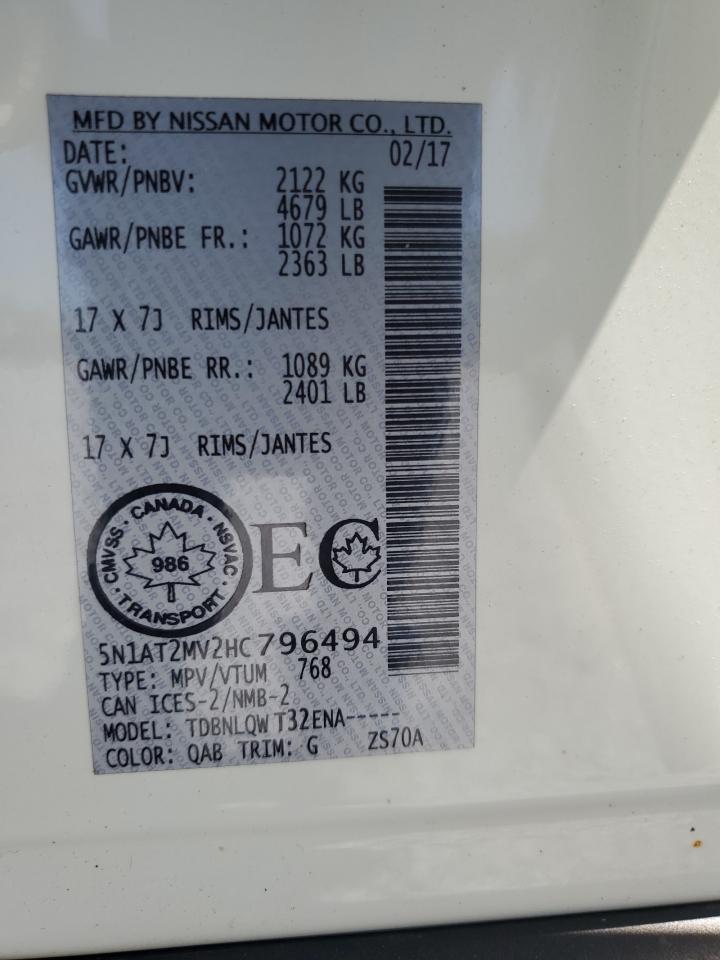 MFD BY NISSAN MOTOR CO., LTD.
DATE: 02/17
GVWR/PNBV: 2122 KG
4679 LB
GAWR/PNBE FR.: 1072 KG
2363 LB
17 X 7J RIMS/JANTES
GAWR/PNBE RR.: 1089 KG
2401 LB
17 X 7J RIMS/JANTES
CMVSS · CANADA · NSVAC · TRANSPORT ·
986
EC
5N1AT2MV2HC796494
TYPE: MPV/VTUM 768
CAN ICES-2/NMB-2
MODEL: TDBNLQWT32ENA-----
COLOR: QAB TRIM: G ZS70A